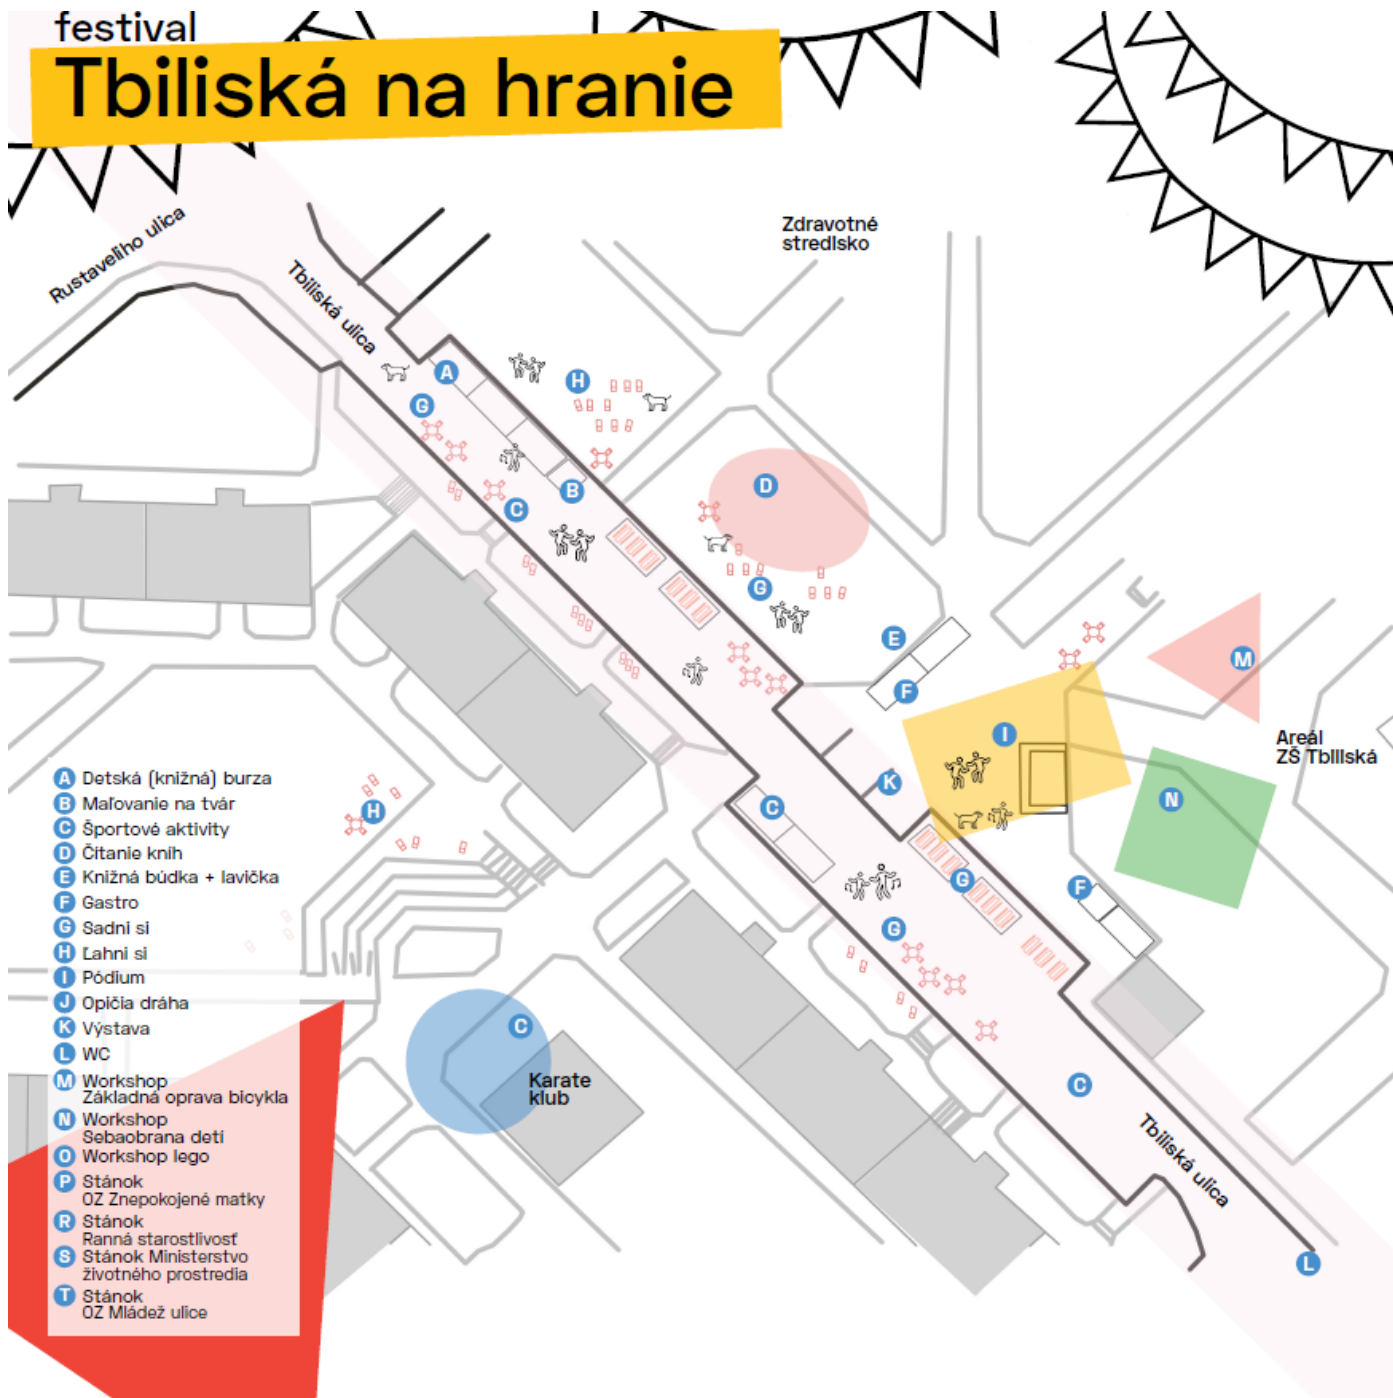 festival
Tbiliská na hranie
Rustaveliho ulica
Tbiliská ulica
Zdravotné
stredisko
A
H
G
D
B
C
G
E
M
F
I
Areál
ZŠ Tbiliská
K
N
C
H
G
F
G
C
Karate
klub
C
Tbiliská ulica
L
A Detská (knižná) burza
B Maľovanie na tvár
C Športové aktivity
D Čítanie kníh
E Knižná búdka + lavička
F Gastro
G Sadni si
H Ľahni si
I Pódium
J Opičia dráha
K Výstava
L WC
M Workshop
Základná oprava bicykla
N Workshop
Sebaobrana detí
O Workshop lego
P Stánok
OZ Znepokojené matky
R Stánok
Ranná starostlivosť
S Stánok Ministerstvo
životného prostredia
T Stánok
OZ Mládež ulice